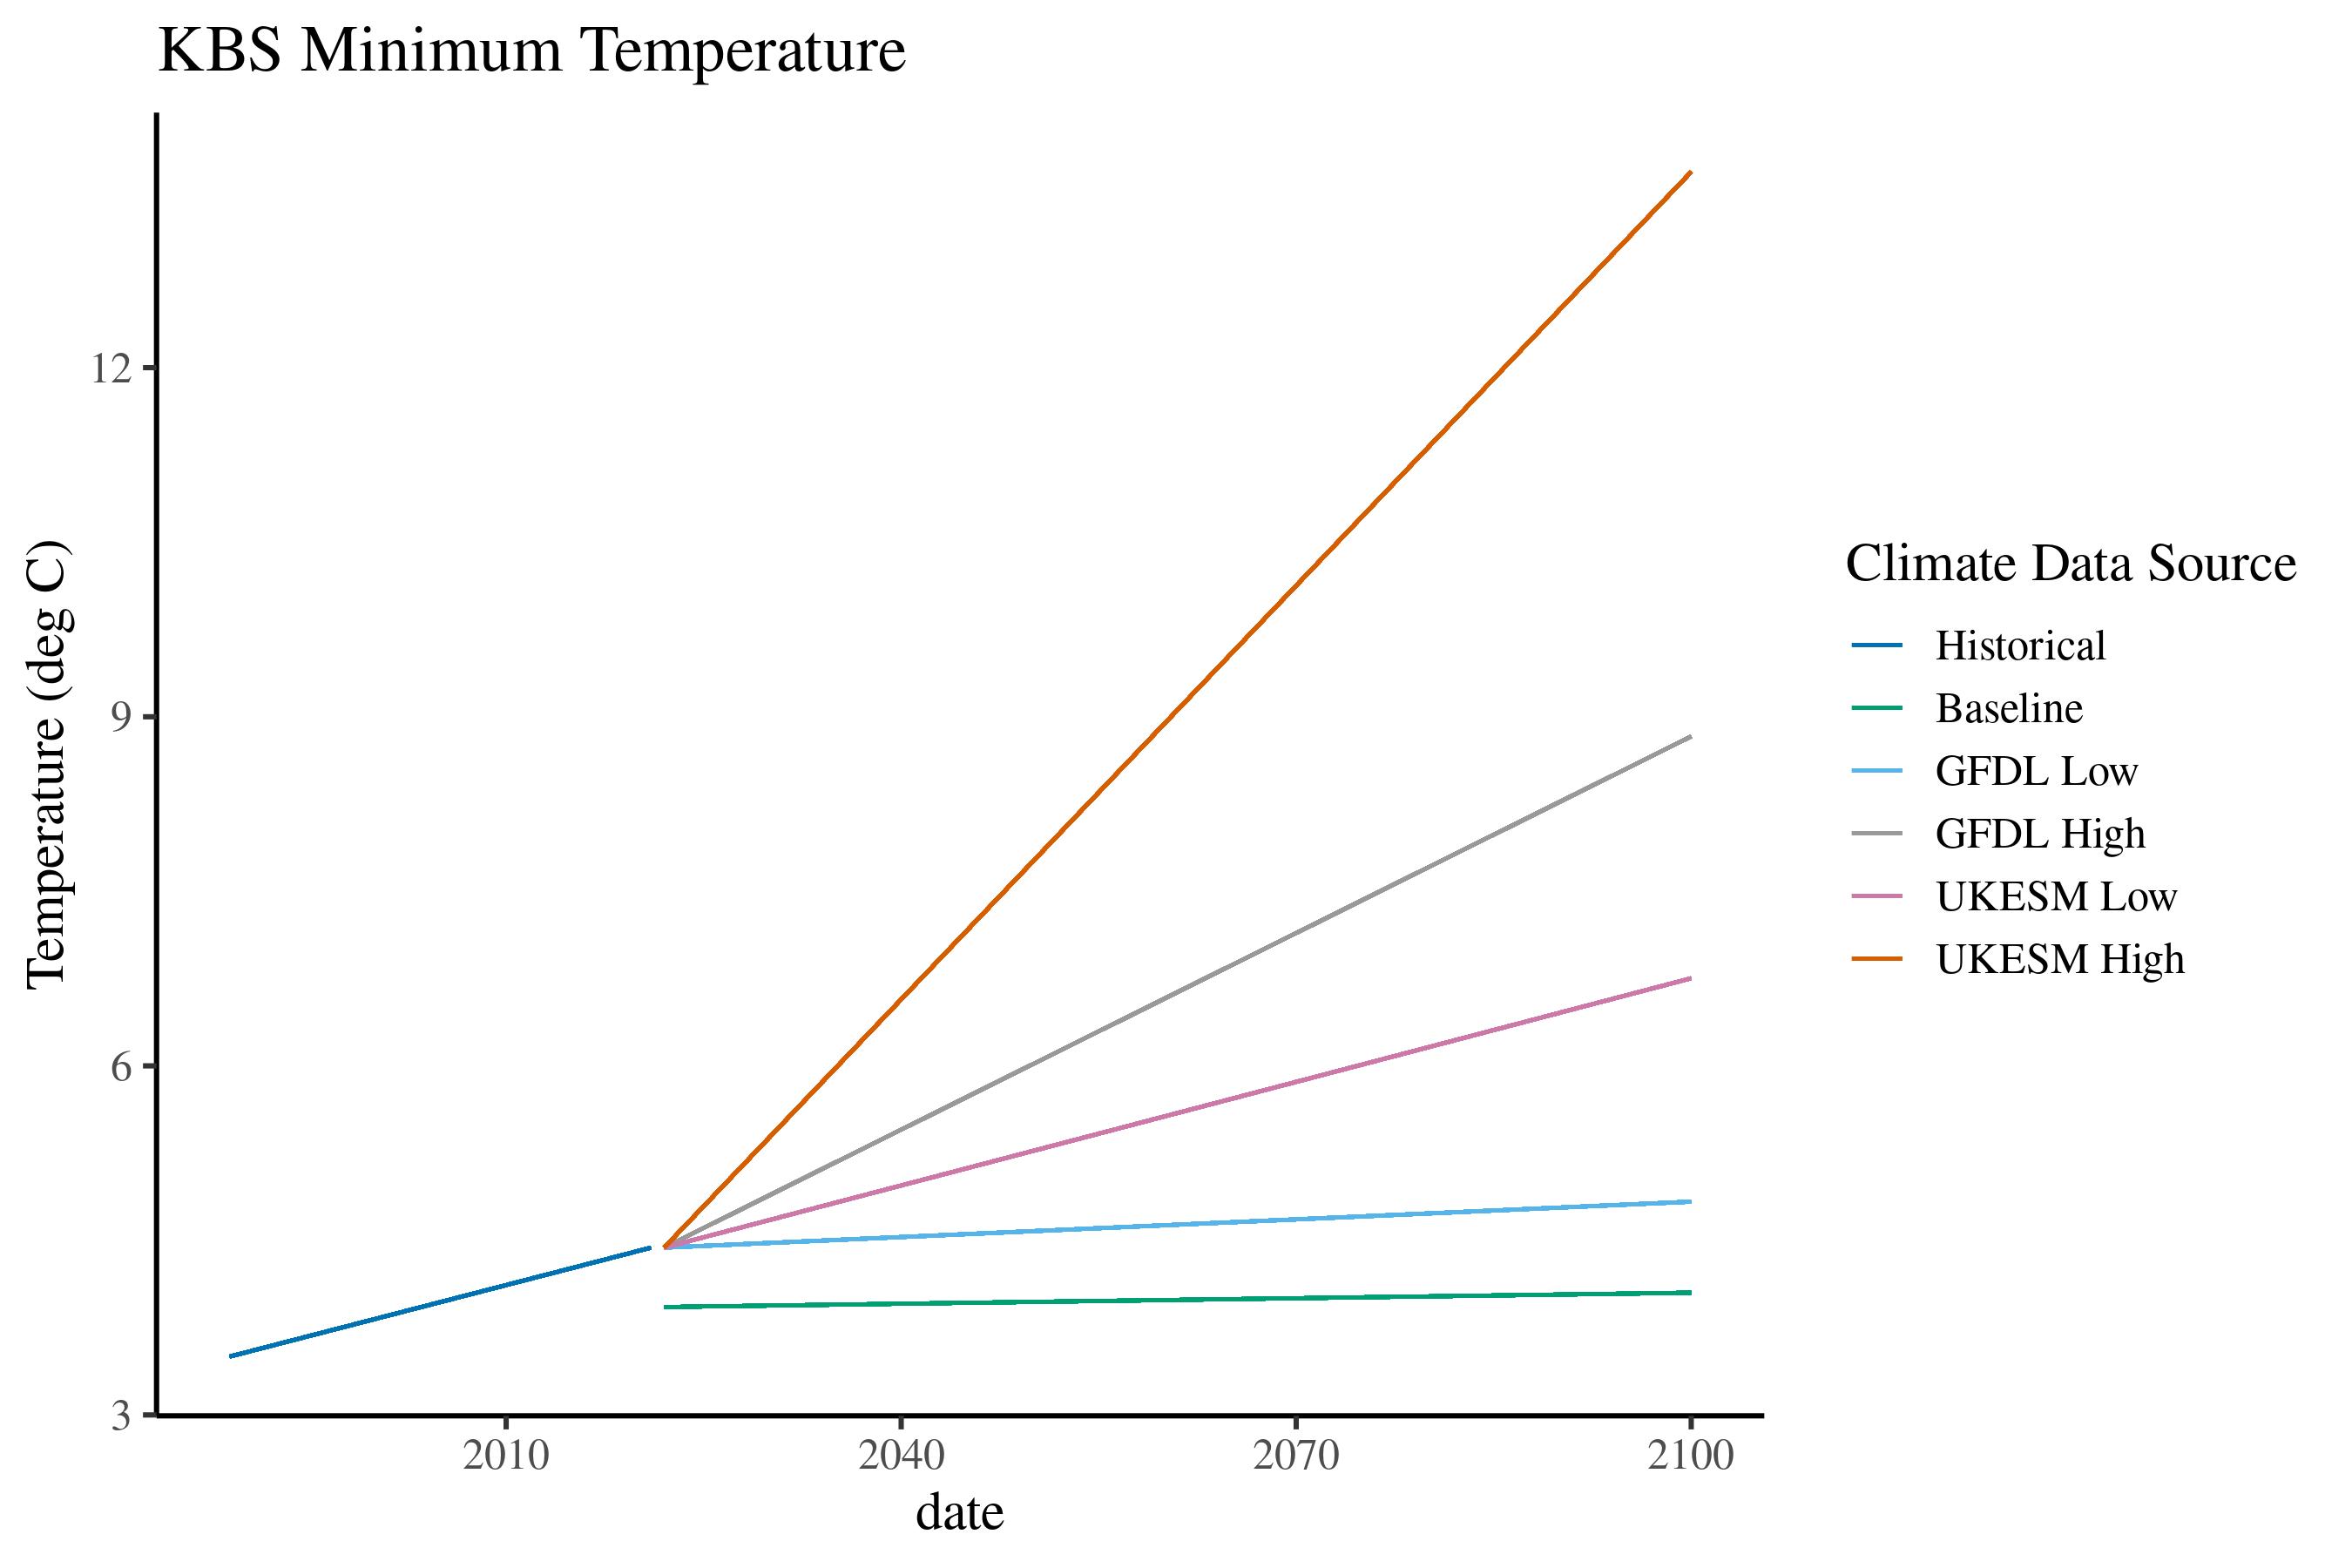 KBS Minimum Temperature
Temperature (deg C)
12
9
6
3
2010
2040
2070
2100
date
Climate Data Source
Historical
Baseline
GFDL Low
GFDL High
UKESM Low
UKESM High